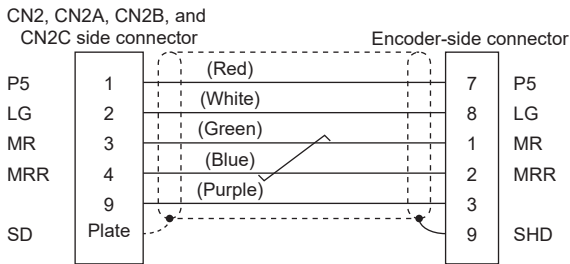 CN2, CN2A, CN2B, and
CN2C side connector
Encoder-side connector
P5 1 (Red) 7 P5
LG 2 (White) 8 LG
MR 3 (Green) 1 MR
MRR 4 (Blue) 2 MRR
9 (Purple) 3
SD Plate 9 SHD